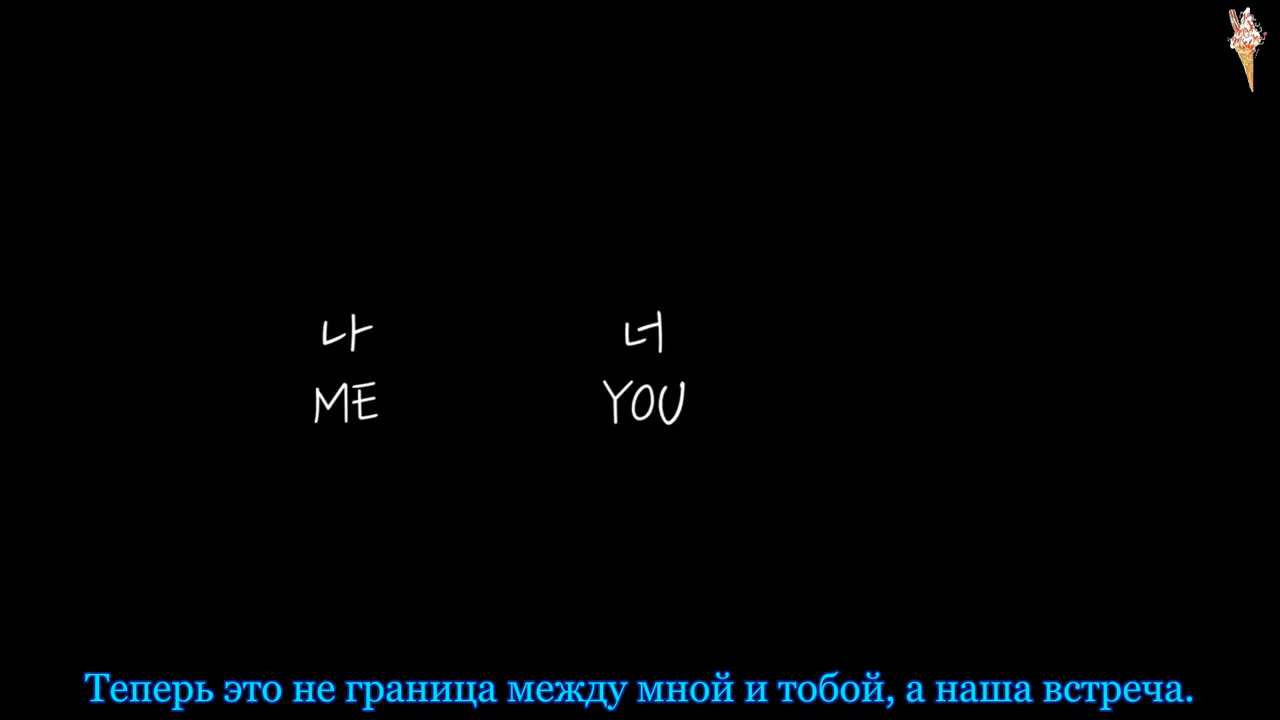 나 너
ME YOU
Теперь это не граница между мной и тобой, а наша встреча.